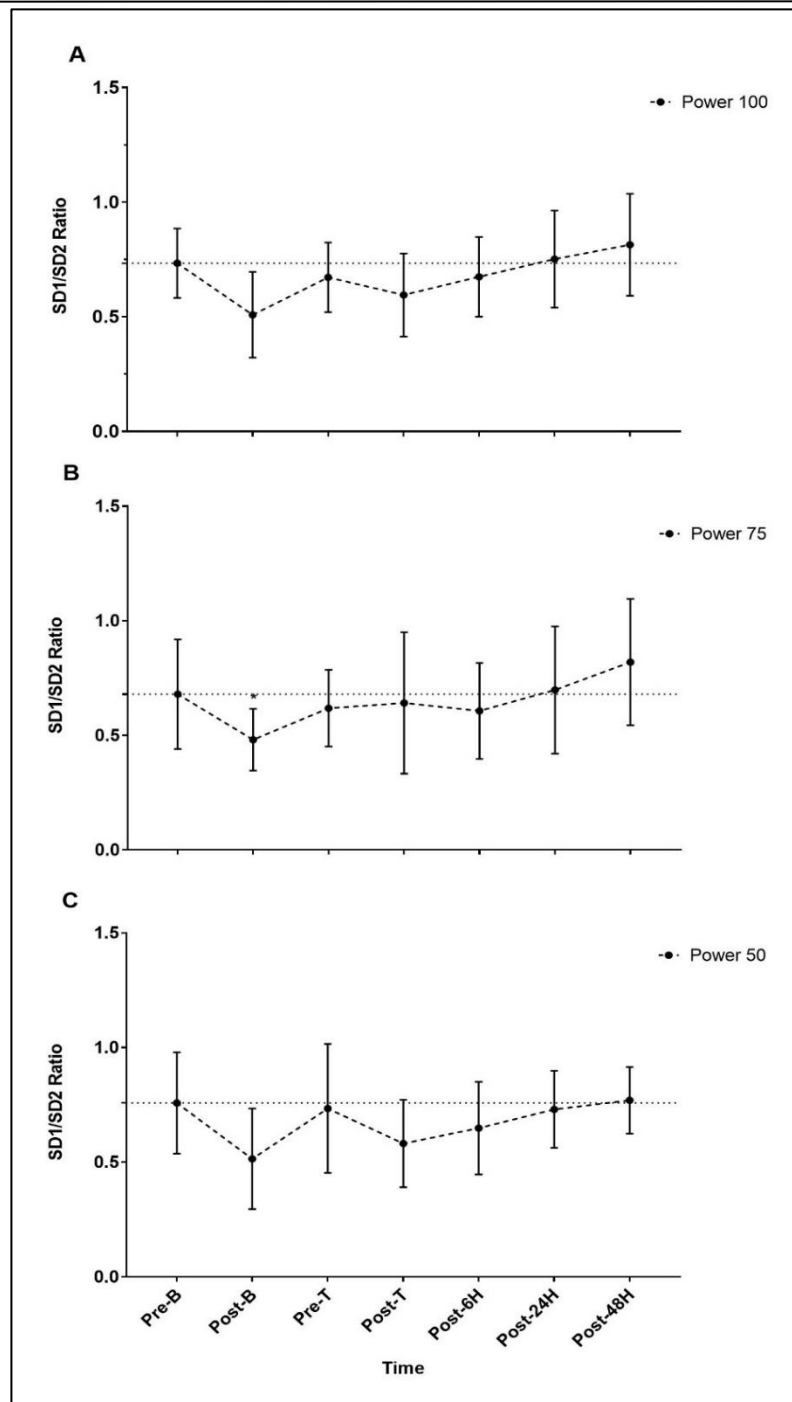 A
1.5
Power 100
1.0
SD1/SD2 Ratio
0.5
0.0
B
1.5
Power 75
1.0
SD1/SD2 Ratio
*
0.5
0.0
C
1.5
Power 50
1.0
SD1/SD2 Ratio
0.5
0.0
Pre-B Post-B Pre-T Post-T Post-6H Post-24H Post-48H
Time